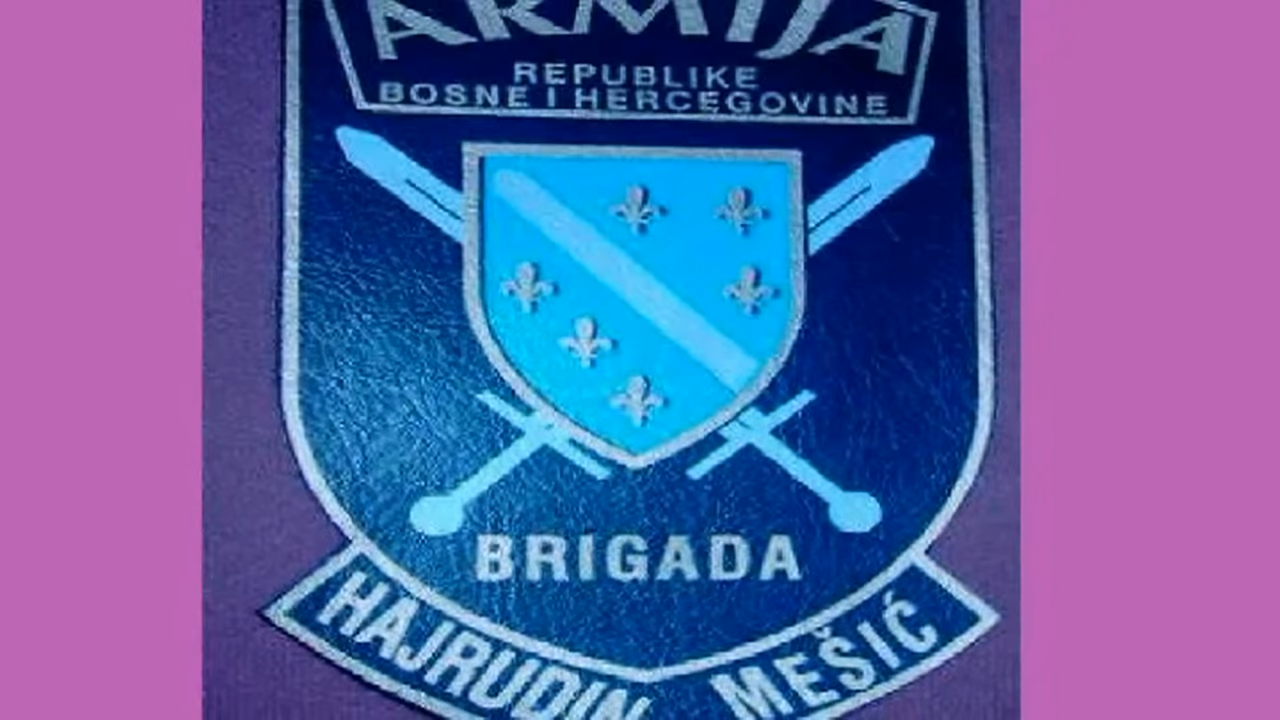 ARMIJA
REPUBLIKE
BOSNE I HERCEGOVINE
BRIGADA
HAJRUDIN MEŠIĆ